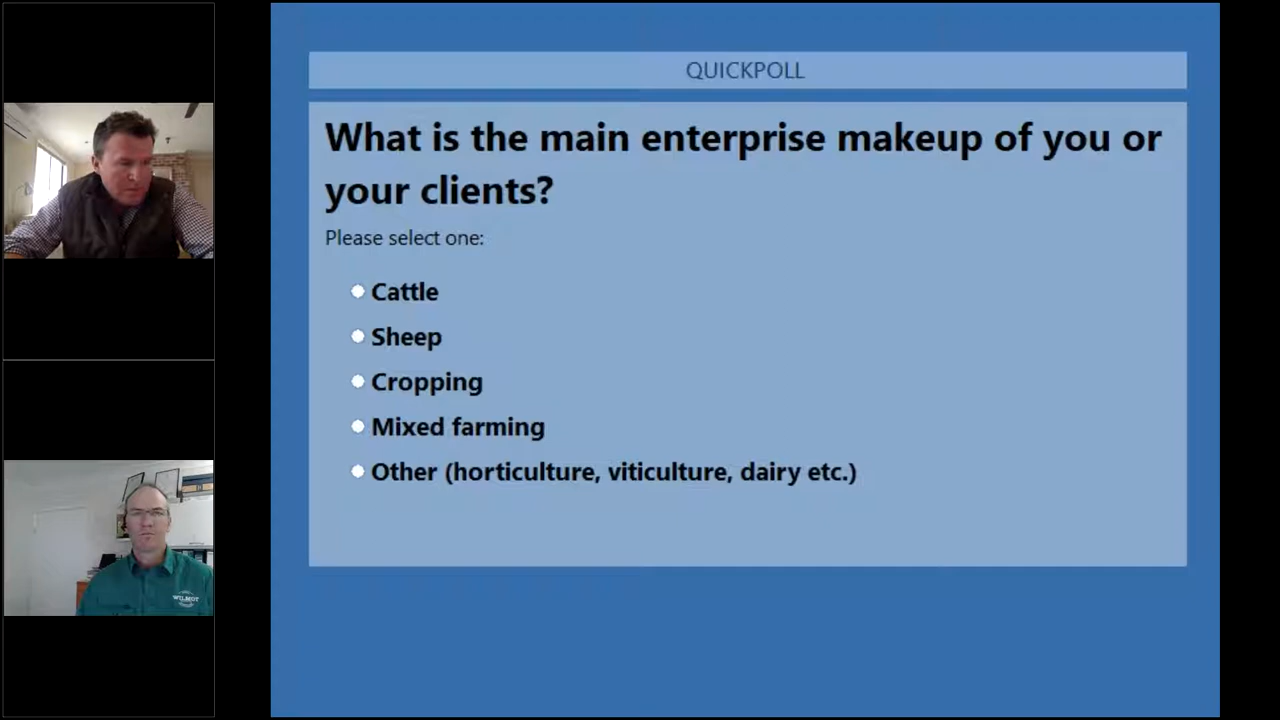 QUICKPOLL
What is the main enterprise makeup of you or
your clients?
Please select one:
Cattle
Sheep
Cropping
Mixed farming
Other (horticulture, viticulture, dairy etc.)
WILMOT